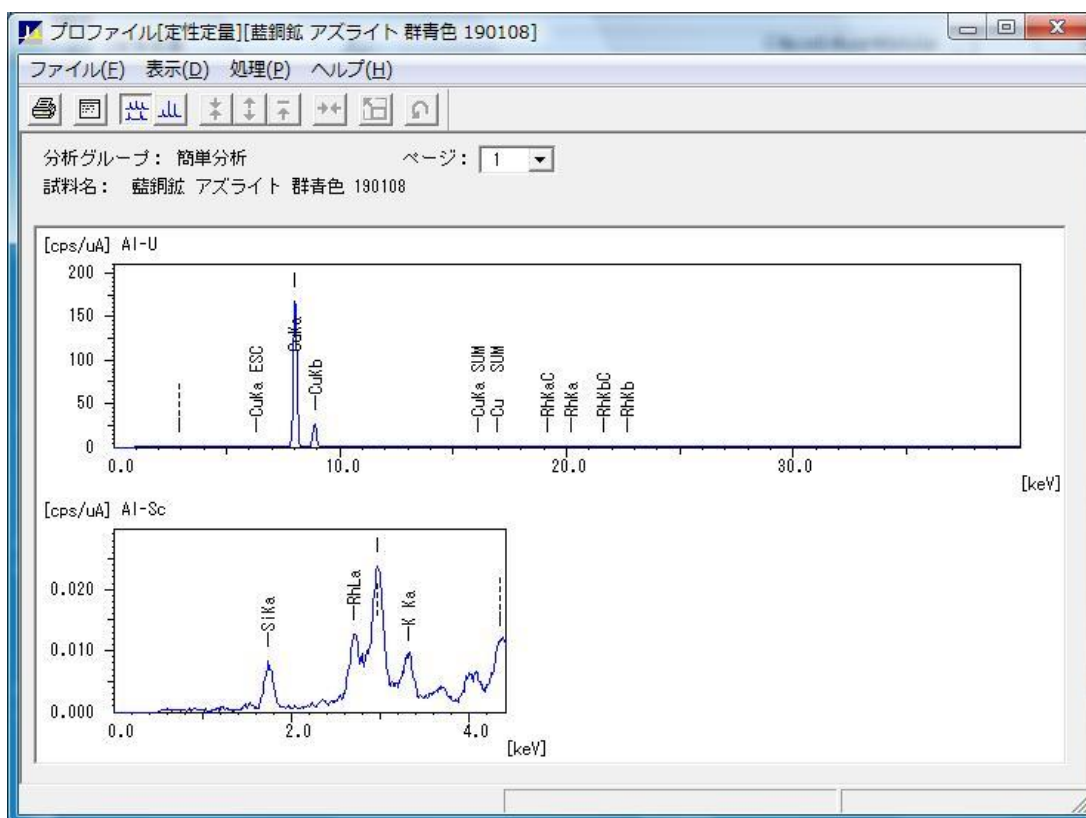 プロファイル[定性定量][藍銅鉱 アズライト 群青色 190108]
ファイル(F) 表示(D) 処理(P) ヘルプ(H)
分析グループ: 簡単分析 ページ: 1
試料名: 藍銅鉱 アズライト 群青色 190108
[cps/uA] Al-U
200
150
100
50
0
CuKa ESC
CuKa
CuKb
CuKa SUM
Cu SUM
RhKaC
RhKa
RhKbC
RhKb
0.0 10.0 20.0 30.0
[keV]
[cps/uA] Al-Sc
0.020
0.010
0.000
SiKa
RhLa
K Ka
0.0 2.0 4.0
[keV]